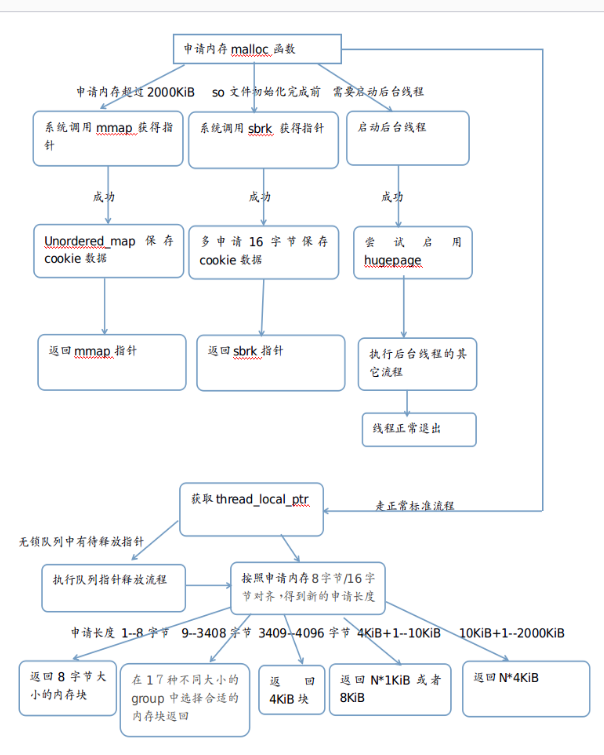 申请内存 malloc 函数
申请内存超过 2000KiB
so 文件初始化完成前
需要启动后台线程
系统调用 mmap 获得指
针
系统调用 sbrk 获得指针
启动后台线程
成功
成功
成功
Unordered_map 保存
cookie 数据
多申请 16 字节保存
cookie 数据
尝试启用
hugepage
返回 mmap 指针
返回 sbrk 指针
执行后台线程的其
它流程
线程正常退出
获取 thread_local_ptr
走正常标准流程
无锁队列中有待释放指针
执行队列指针释放流程
按照申请内存 8 字节/16 字
节对齐，得到新的申请长度
申请长度 1--8 字节
9--3408 字节
3409--4096 字节
4KiB+1--10KiB
10KiB+1--2000KiB
返回 8 字节大
小的内存块
在 17 种不同大小的
group 中选择合适的
内存块返回
返回
4KiB 块
返回 N*1KiB 或者
8KiB
返回 N*4KiB